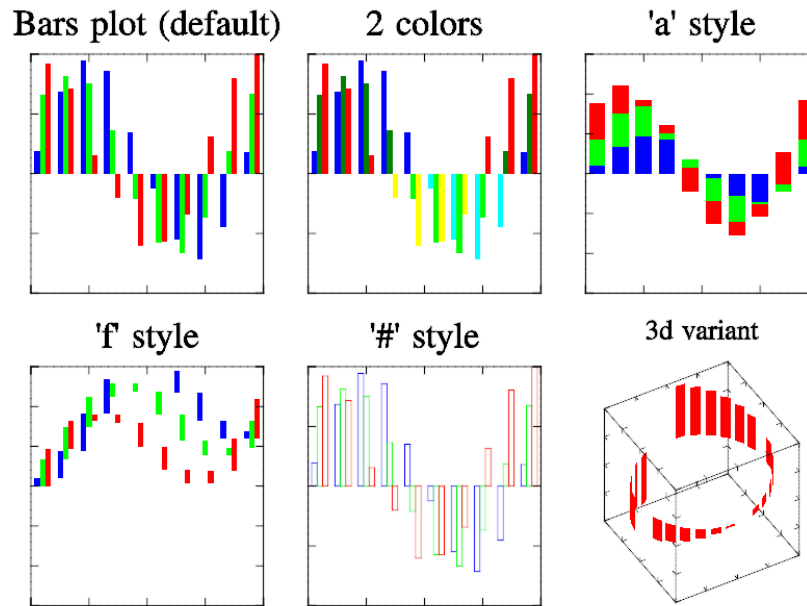 Bars plot (default)
2 colors
'a' style
'f' style
'#' style
3d variant